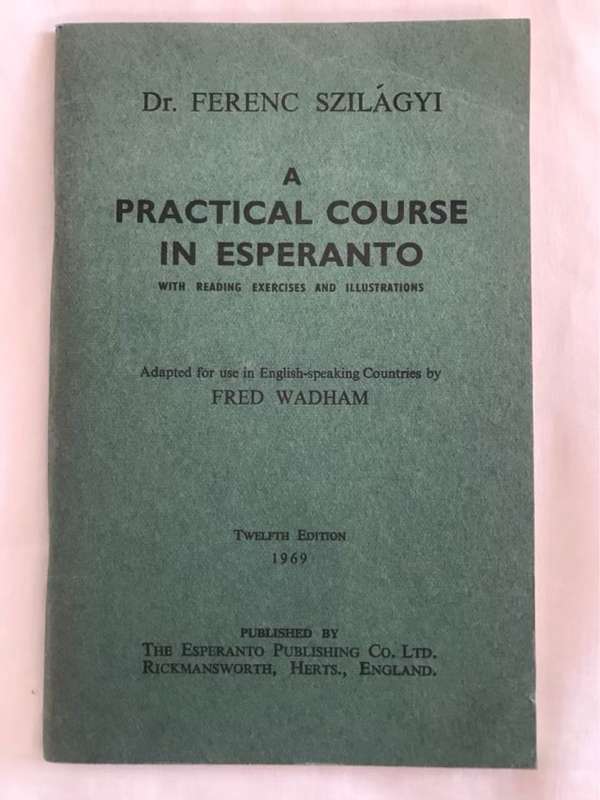 Dr. FERENC SZILÁGYI
A
PRACTICAL COURSE
IN ESPERANTO
WITH READING EXERCISES AND ILLUSTRATIONS
Adapted for use in English-speaking Countries by
FRED WADHAM
TWELFTH EDITION
1969
PUBLISHED BY
THE ESPERANTO PUBLISHING CO. LTD.
RICKMANSWORTH, HERTS., ENGLAND.